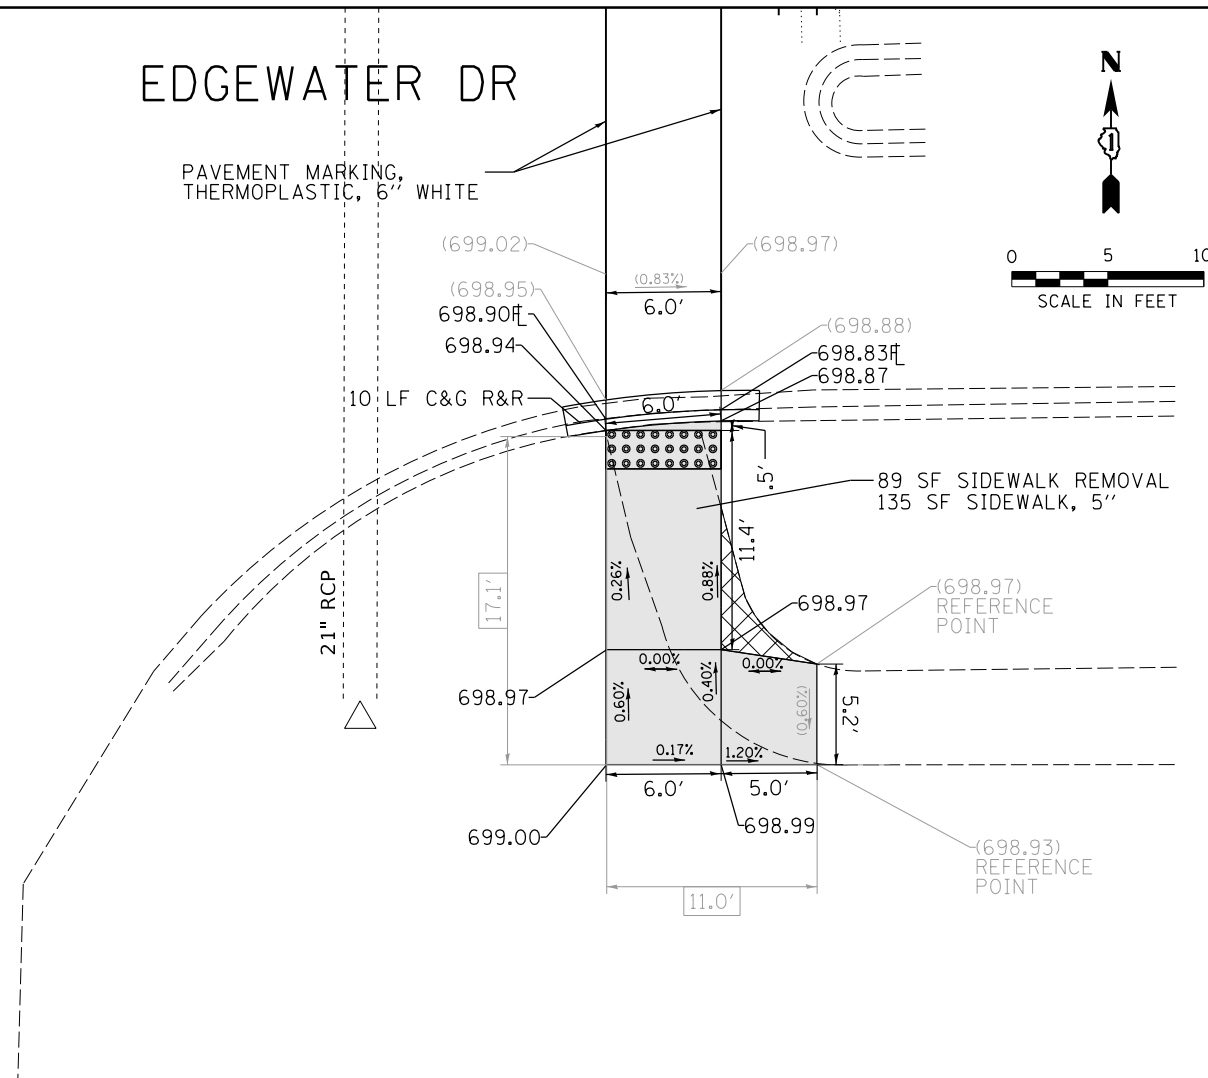 EDGEWATER DR
N
1
PAVEMENT MARKING,
THERMOPLASTIC, 6'' WHITE
(699.02)
(698.97)
0 5 10
SCALE IN FEET
(0.83%)
6.0'
(698.95)
698.90 FL
698.94
(698.88)
698.83 FL
698.87
10 LF C&G R&R
6.0'
.5'
89 SF SIDEWALK REMOVAL
135 SF SIDEWALK, 5''
11.4'
21" RCP
17.1'
0.26%
0.88%
698.97
(698.97)
REFERENCE
POINT
0.00%
0.00%
698.97
0.60%
0.40%
(0.60%)
5.2'
0.17%
1.20%
6.0'
5.0'
699.00
698.99
(698.93)
REFERENCE
POINT
11.0'